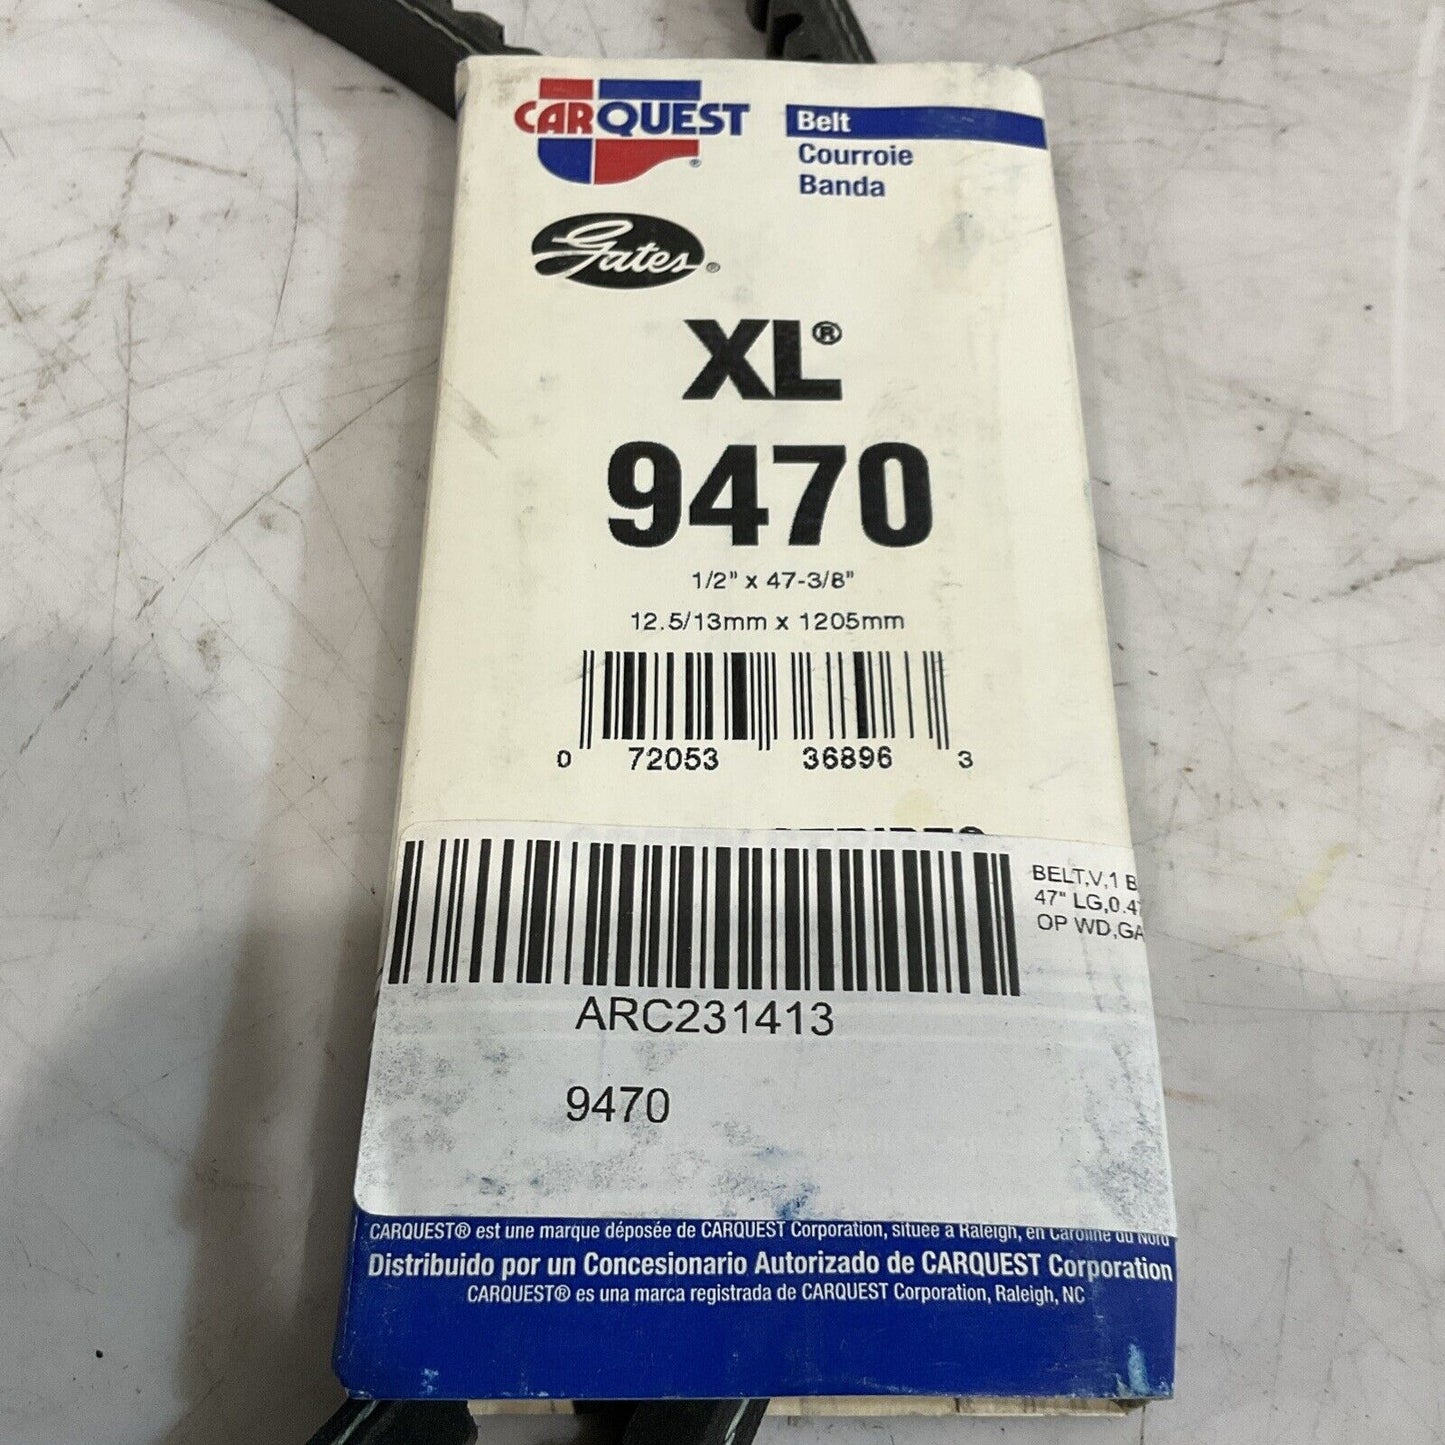 CARQUEST®
Belt
Courroie
Banda
Gates®
XL®
9470
1/2" x 47-3/8"
12.5/13mm x 1205mm
0 72053 36896 3
BELT,V,1 B
47" LG,0.47
OP WD,GA
ARC231413
9470
CARQUEST® est une marque déposée de CARQUEST Corporation, située à Raleigh, en Caroline du Nord
Distribuido por un Concesionario Autorizado de CARQUEST Corporation
CARQUEST® es una marca registrada de CARQUEST Corporation, Raleigh, NC